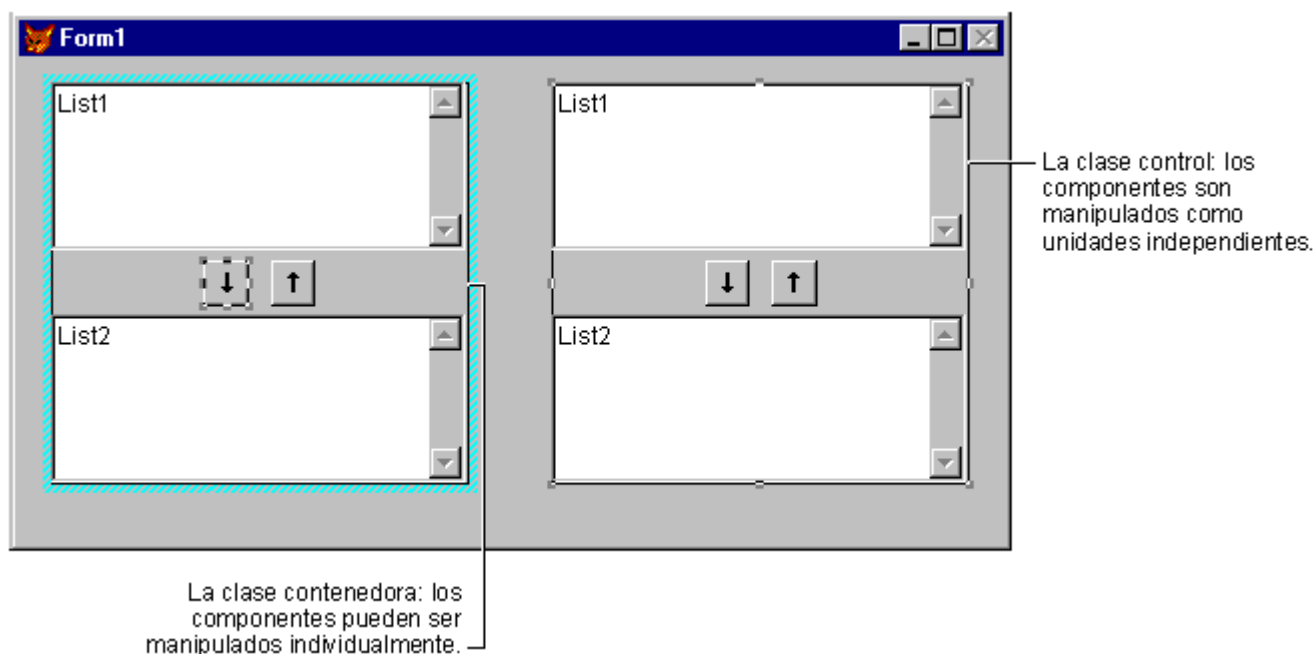 Form1
List1
List1
↓ ↑
↓ ↑
List2
List2
La clase control: los
componentes son
manipulados como
unidades independientes.
La clase contenedora: los
componentes pueden ser
manipulados individualmente.